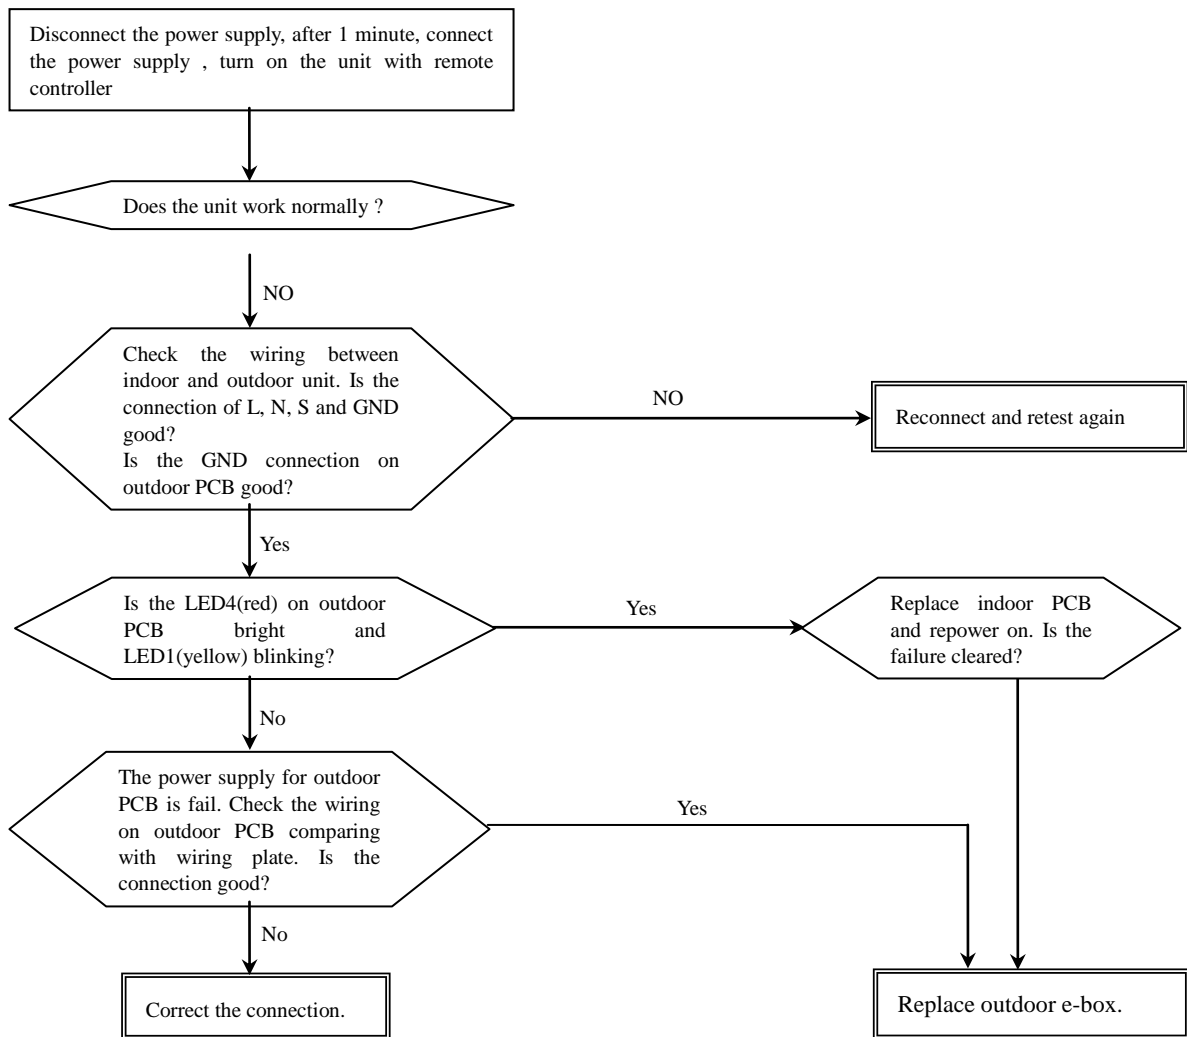 Disconnect the power supply, after 1 minute, connect
the power supply , turn on the unit with remote
controller
Does the unit work normally ?
NO
Check the wiring between
indoor and outdoor unit. Is the
connection of L, N, S and GND
good?
Is the GND connection on
outdoor PCB good?
NO
Reconnect and retest again
Yes
Is the LED4(red) on outdoor
PCB bright and
LED1(yellow) blinking?
Yes
Replace indoor PCB
and repower on. Is the
failure cleared?
No
The power supply for outdoor
PCB is fail. Check the wiring
on outdoor PCB comparing
with wiring plate. Is the
connection good?
Yes
No
Correct the connection.
Replace outdoor e-box.